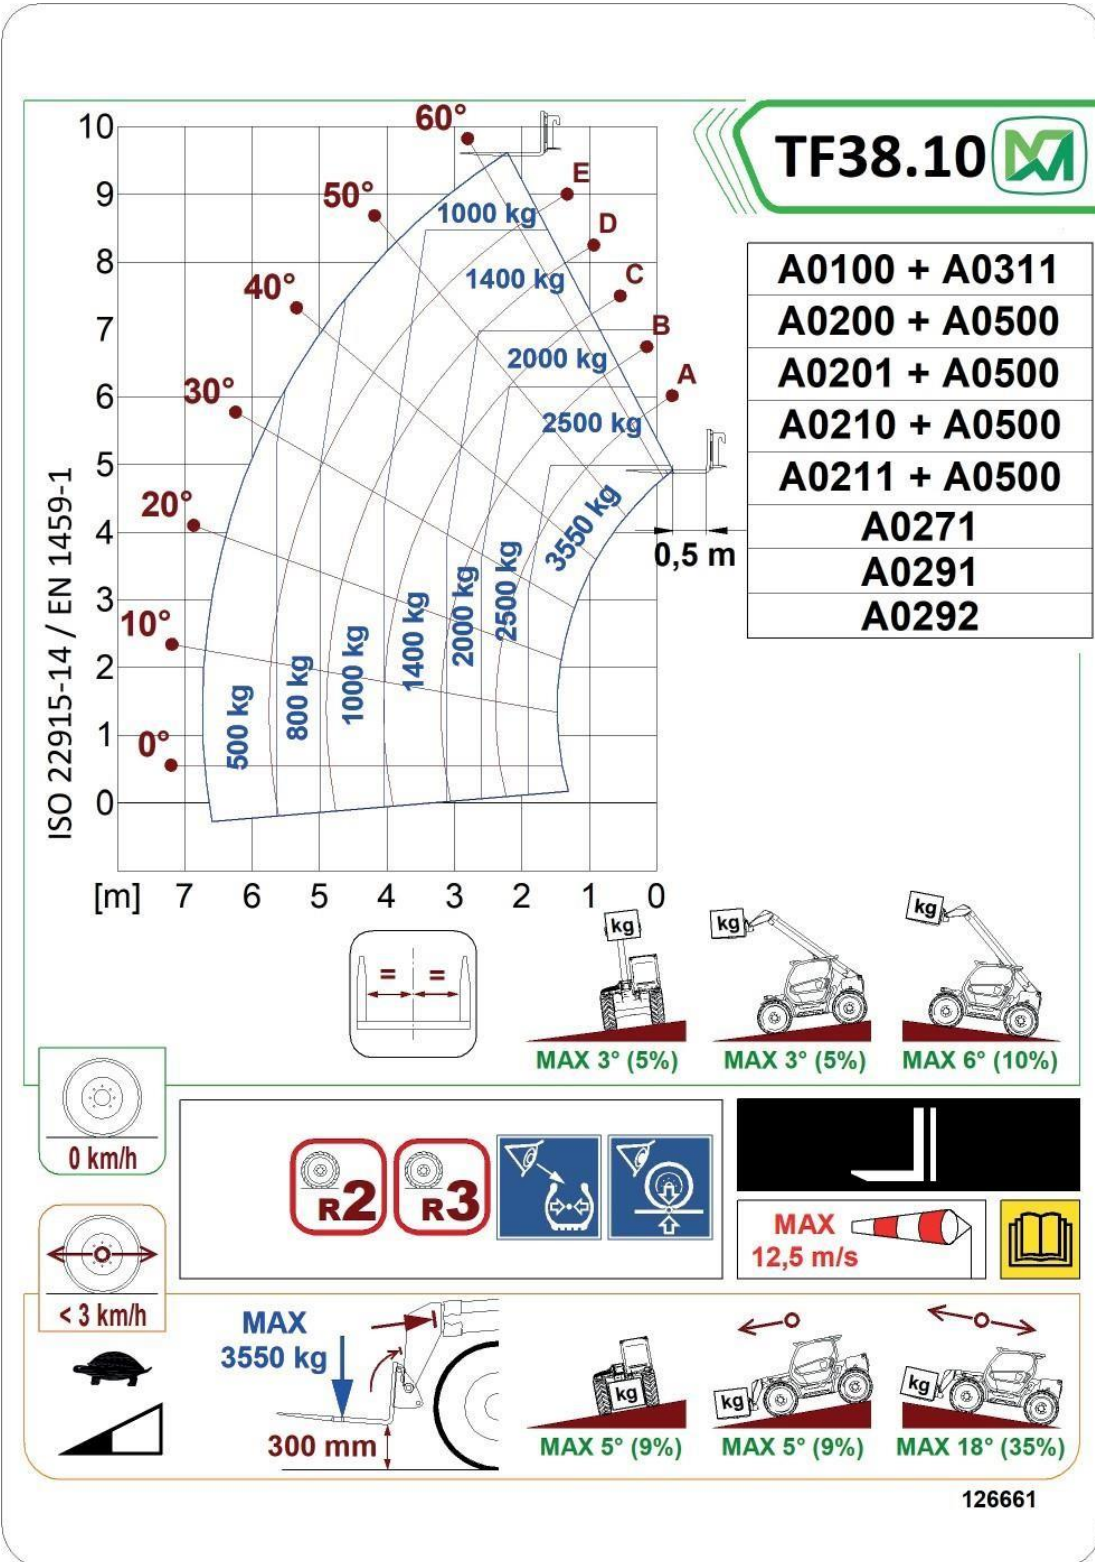 TF38.10
A0100 + A0311
A0200 + A0500
A0201 + A0500
A0210 + A0500
A0211 + A0500
A0271
A0291
A0292
ISO 22915-14 / EN 1459-1
10
9
8
7
6
5
4
3
2
1
0
60°
50°
40°
30°
20°
10°
0°
E
D
C
B
A
1000 kg
1400 kg
2000 kg
2500 kg
3550 kg
0,5 m
500 kg
800 kg
1000 kg
1400 kg
2000 kg
2500 kg
[m] 7 6 5 4 3 2 1 0
= =
kg
kg
kg
MAX 3° (5%)
MAX 3° (5%)
MAX 6° (10%)
0 km/h
R2
R3
MAX
12,5 m/s
< 3 km/h
MAX
3550 kg
300 mm
kg
kg
kg
MAX 5° (9%)
MAX 5° (9%)
MAX 18° (35%)
126661